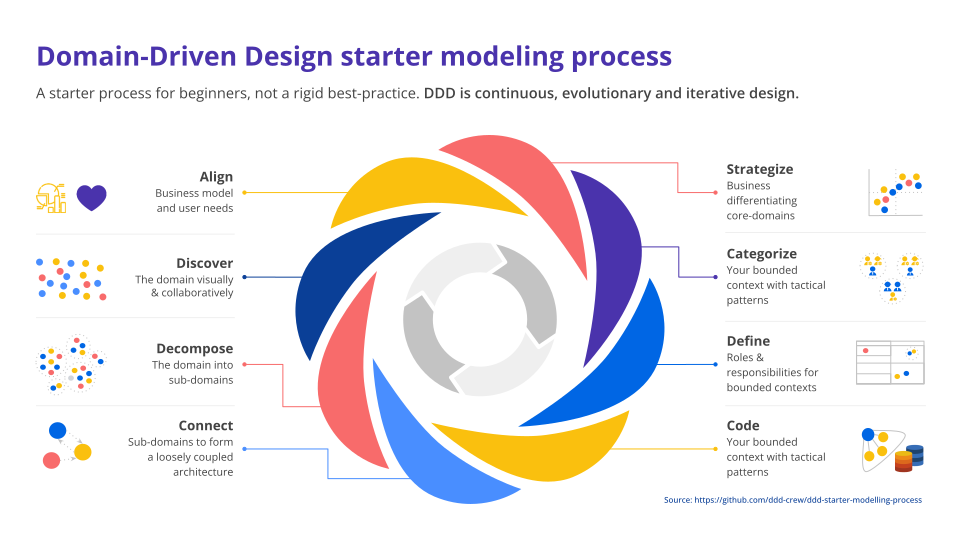 Domain-Driven Design starter modeling process
A starter process for beginners, not a rigid best-practice. DDD is continuous, evolutionary and iterative design.
Align
Business model
and user needs
Discover
The domain visually
& collaboratively
Decompose
The domain into
sub-domains
Connect
Sub-domains to form
a loosely coupled
architecture
Strategize
Business
differentiating
core-domains
Categorize
Your bounded
context with tactical
patterns
Define
Roles &
responsibilities for
bounded contexts
Code
Your bounded
context with tactical
patterns
Source: https://github.com/ddd-crew/ddd-starter-modelling-process